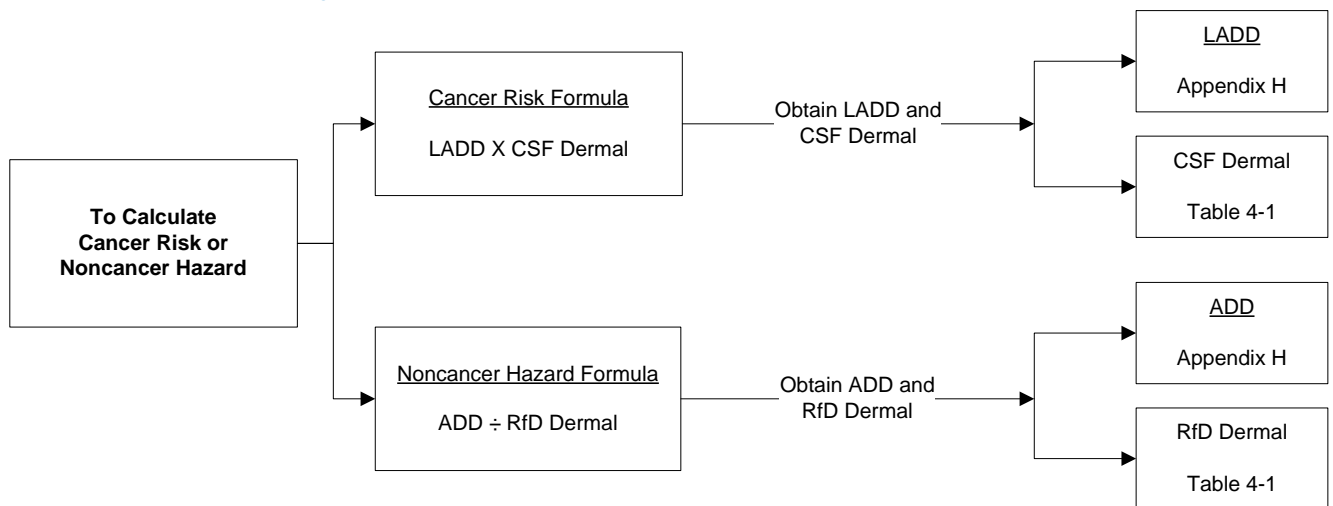 To Calculate
Cancer Risk or
Noncancer Hazard
Cancer Risk Formula
LADD X CSF Dermal
Obtain LADD and
CSF Dermal
LADD
Appendix H
CSF Dermal
Table 4-1
Noncancer Hazard Formula
ADD ÷ RfD Dermal
Obtain ADD and
RfD Dermal
ADD
Appendix H
RfD Dermal
Table 4-1